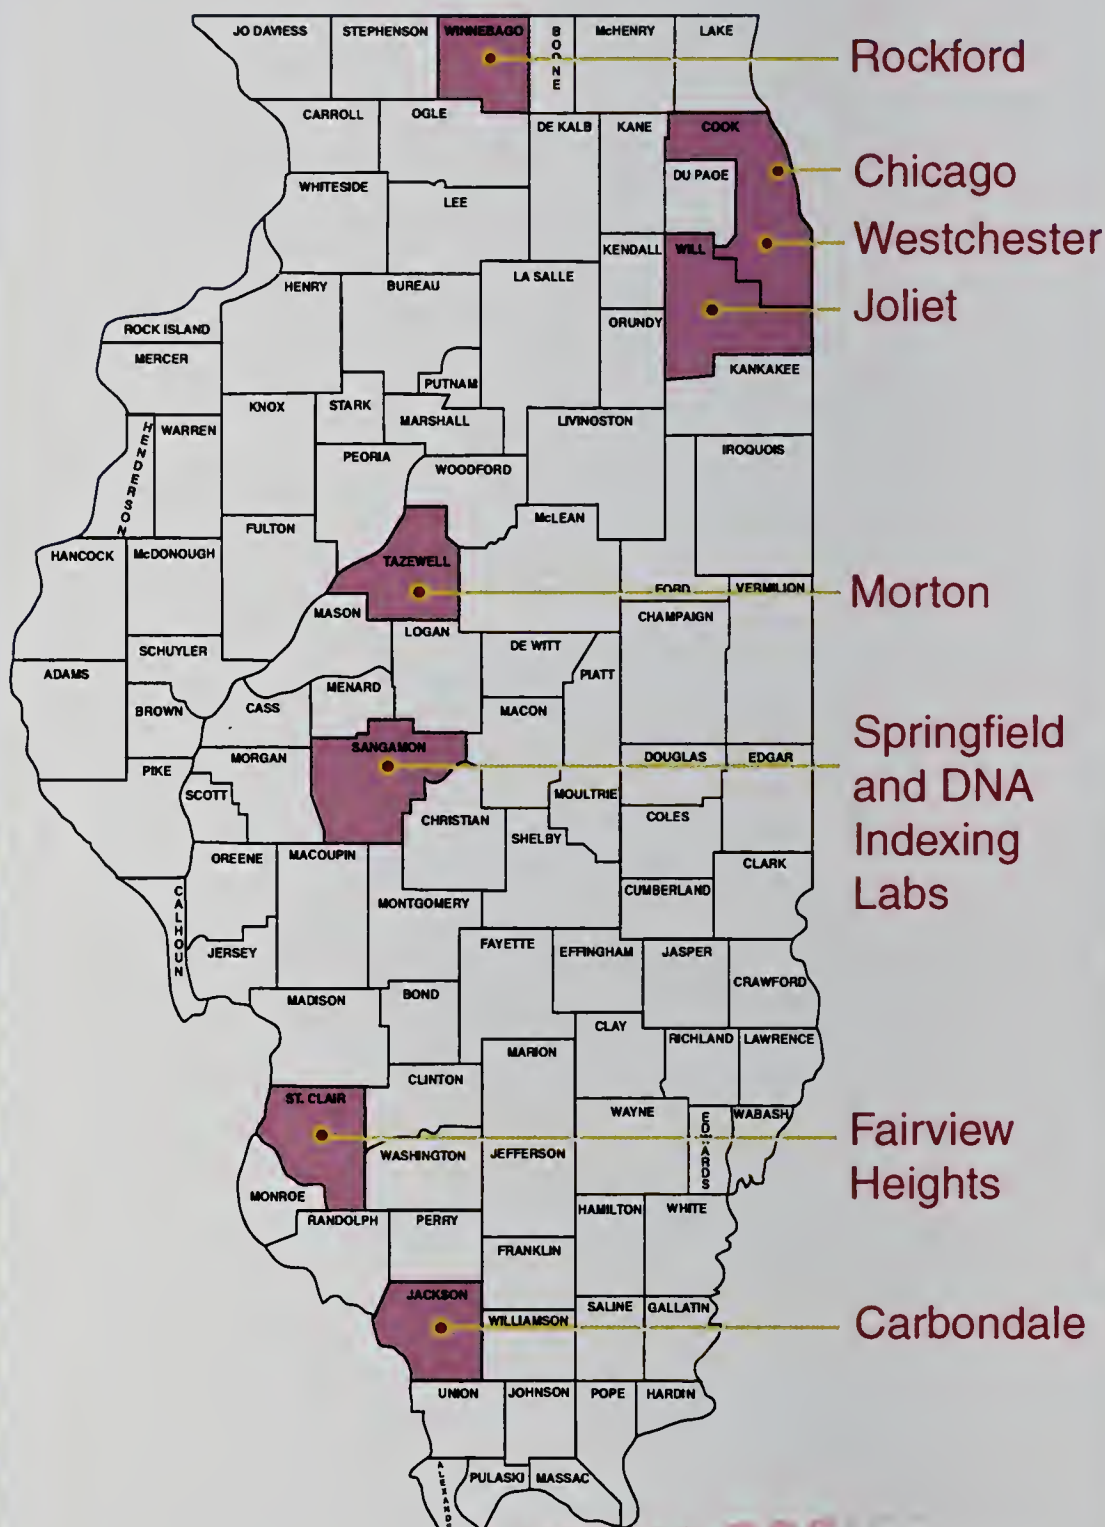 JO DAVIESS STEPHENSON WINNEBAGO BOONE McHENRY LAKE
Rockford
CARROLL OGLE DE KALB KANE COOK
Chicago
WHITESIDE LEE DU PAGE
KENDALL WILL
Westchester
HENRY BUREAU LA SALLE
Joliet
ROCK ISLAND GRUNDY
MERCER PUTNAM KANKAKEE
KNOX STARK MARSHALL LIVINGSTON
HENDERSON WARREN PEORIA WOODFORD IROQUOIS
FULTON McLEAN
HANCOCK McDONOUGH TAZEWELL
FORD VERMILION
Morton
MASON LOGAN CHAMPAIGN
SCHUYLER DE WITT
ADAMS MENARD PIATT
BROWN CASS MACON
SANGAMON
MORGAN DOUGLAS EDGAR
Springfield
and DNA
Indexing
Labs
PIKE SCOTT MOULTRIE
CHRISTIAN SHELBY COLES
GREENE MACOUPIN CLARK
CALHOUN MONTGOMERY CUMBERLAND
JERSEY FAYETTE EFFINGHAM JASPER
CRAWFORD
MADISON BOND
CLAY RICHLAND LAWRENCE
MARION
CLINTON
ST. CLAIR WAYNE EDWARDS WABASH
Fairview
Heights
WASHINGTON JEFFERSON
MONROE
RANDOLPH PERRY HAMILTON WHITE
FRANKLIN
JACKSON SALINE GALLATIN
WILLIAMSON
Carbondale
UNION JOHNSON POPE HARDIN
PULASKI MASSAC